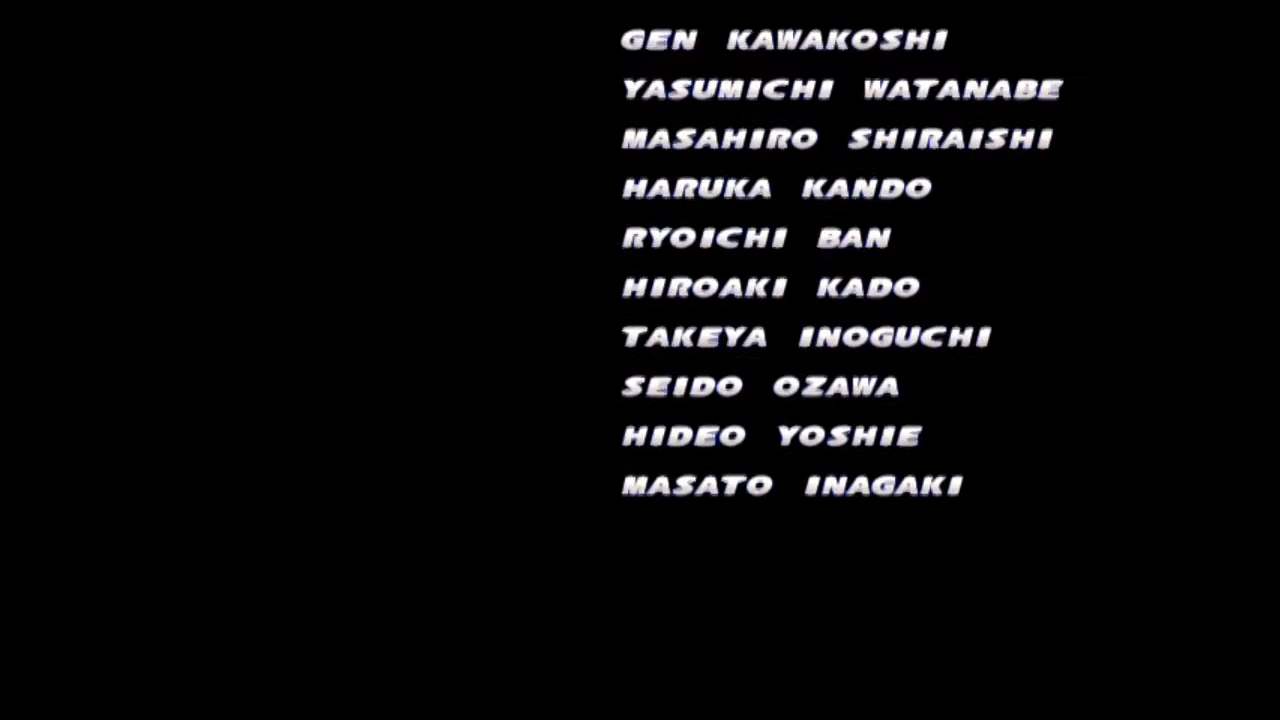 GEN KAWAKOSHI
YASUMICHI WATANABE
MASAHIRO SHIRAISHI
HARUKA KANDO
RYOICHI BAN
HIROAKI KADO
TAKEYA INOGUCHI
SEIDO OZAWA
HIDEO YOSHIE
MASATO INAGAKI